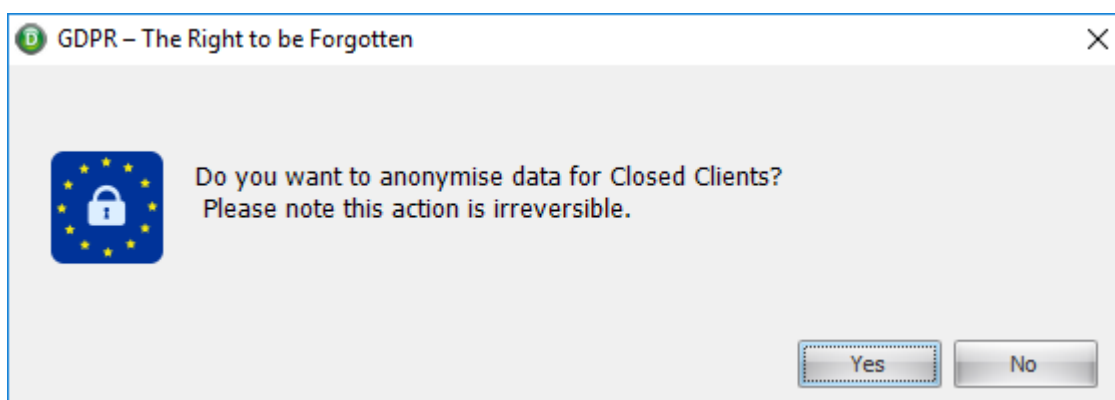 GDPR – The Right to be Forgotten
Do you want to anonymise data for Closed Clients?
Please note this action is irreversible.
Yes
No